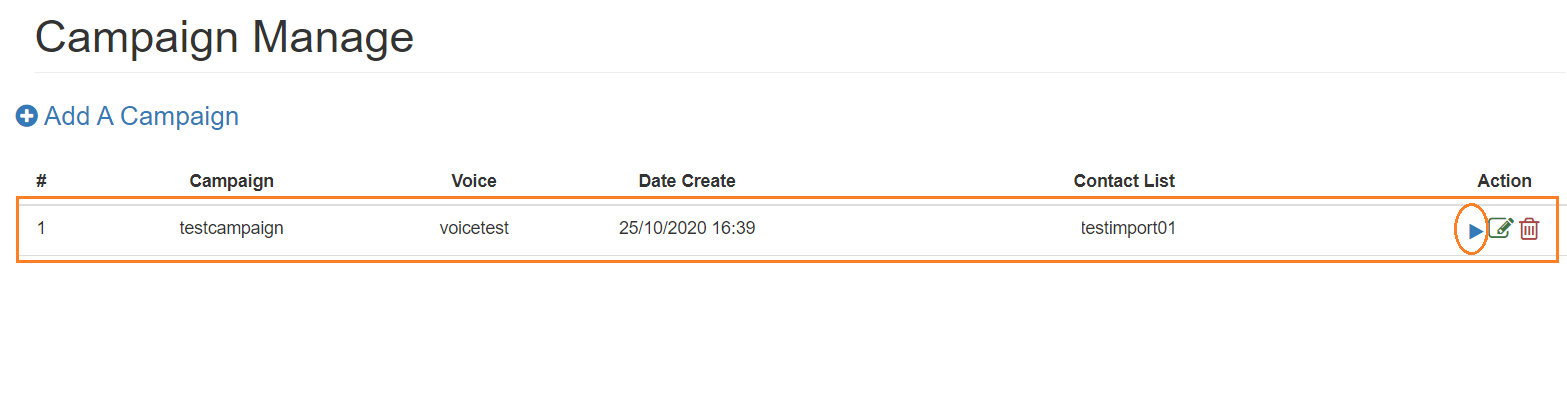 Campaign Manage
Add A Campaign
# Campaign Voice Date Create Contact List Action
1 testcampaign voicetest 25/10/2020 16:39 testimport01